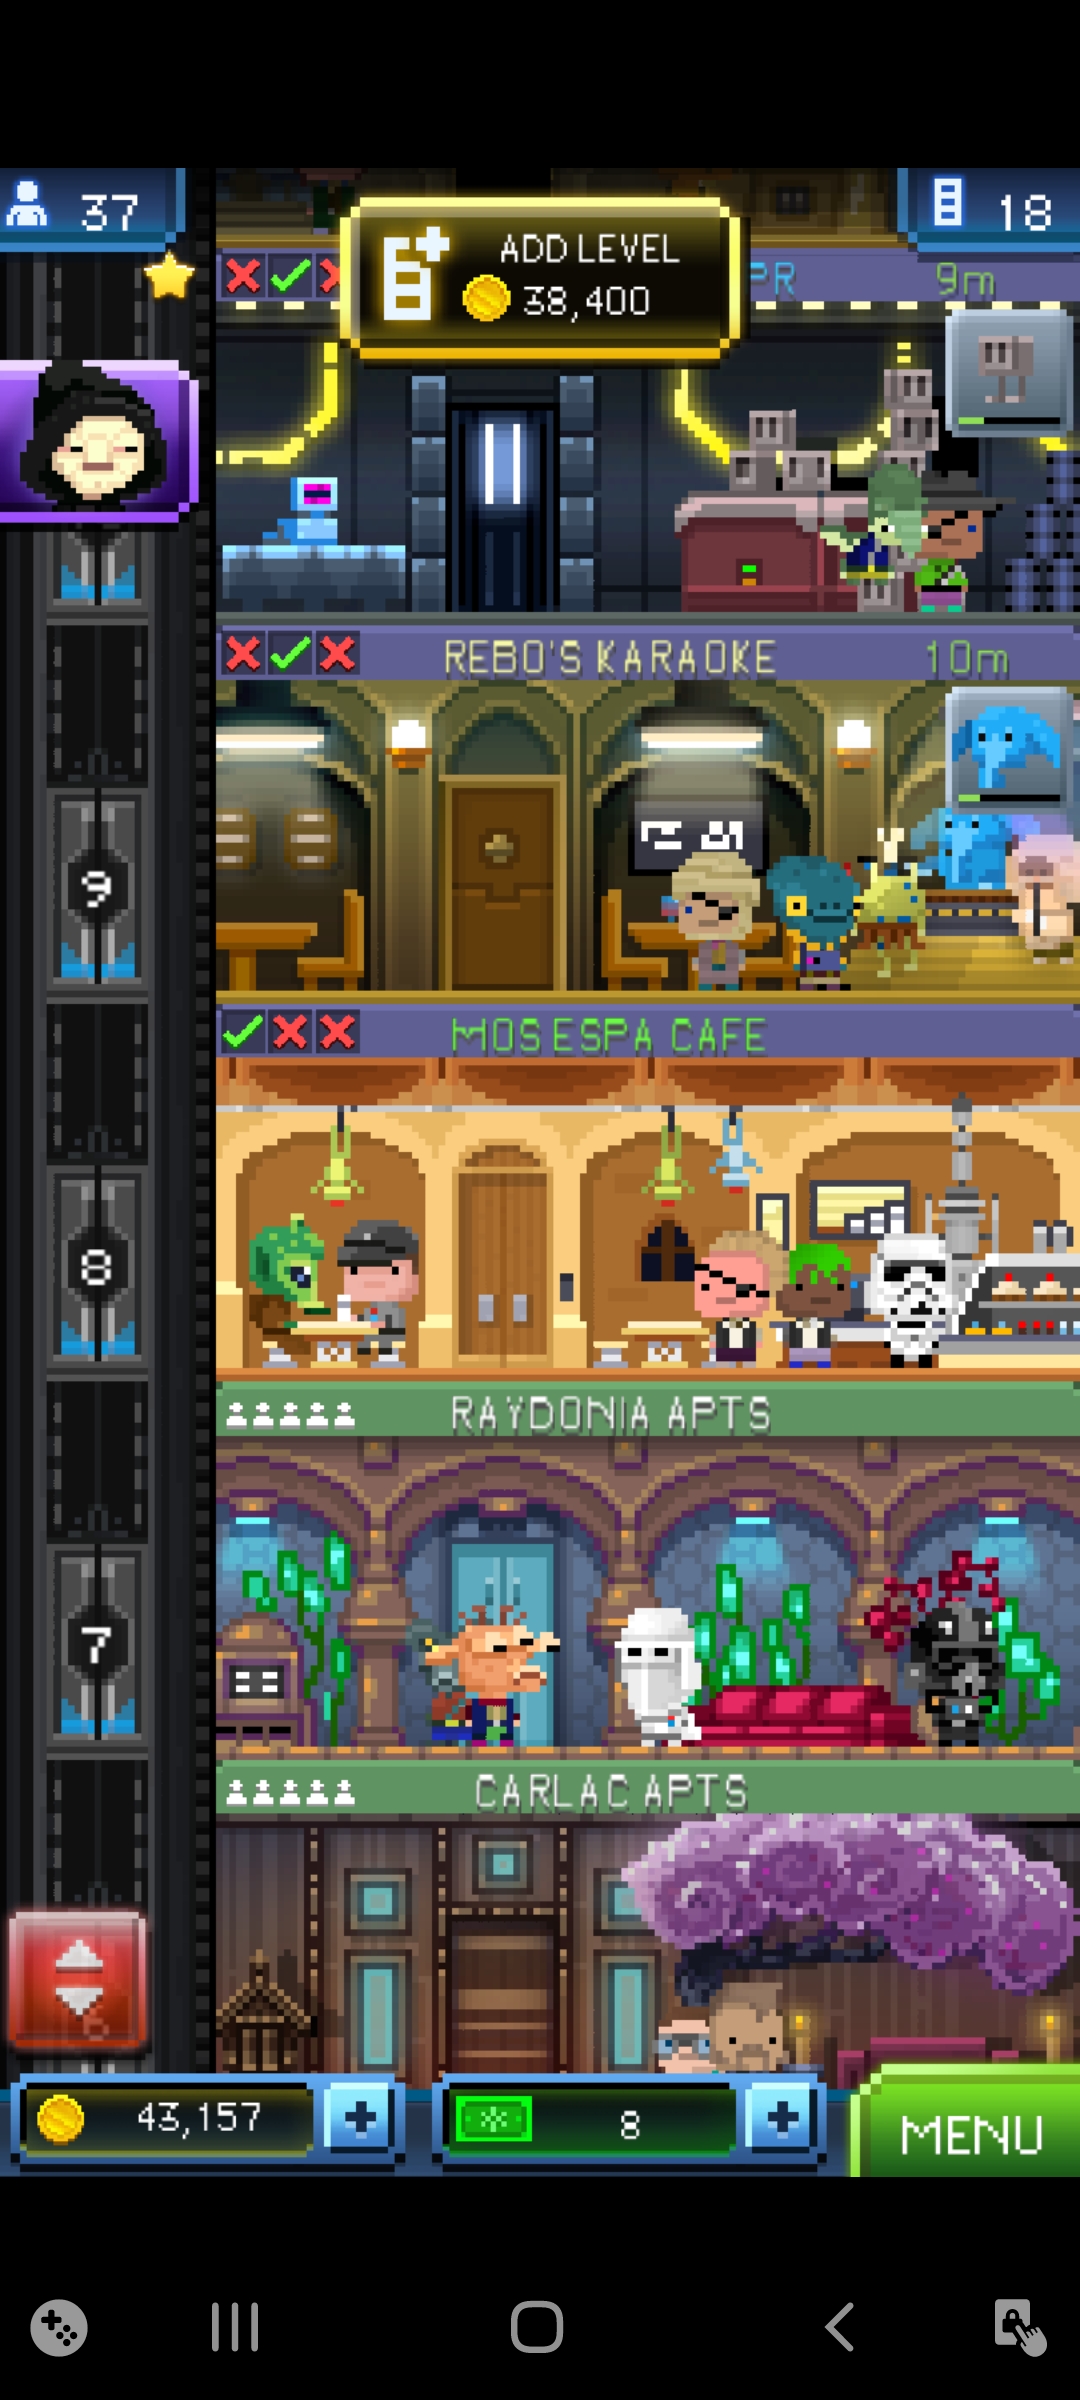 37
ADD LEVEL
38,400
18
PR 9m
REBO'S KARAOKE 10m
9
MOS ESPA CAFE
8
RAYDONIA APTS
7
CARLAC APTS
6
43,157
8
MENU